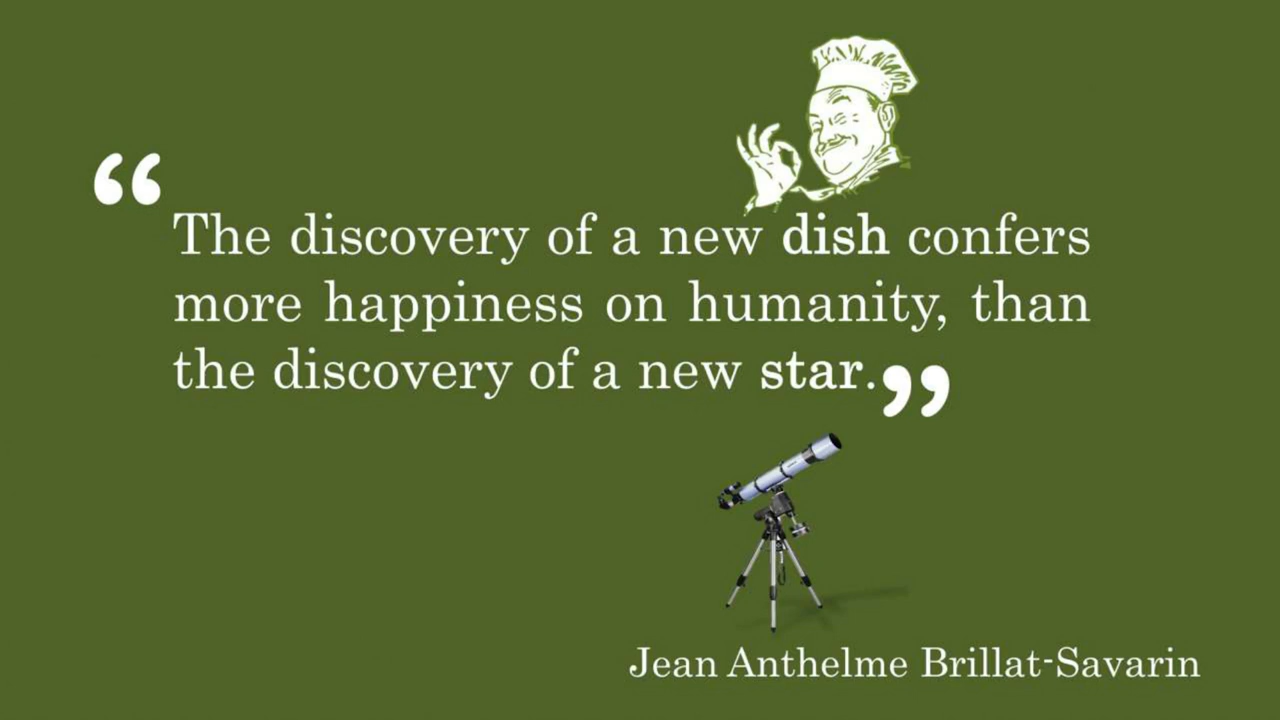 “The discovery of a new dish confers
more happiness on humanity, than
the discovery of a new star.”
Jean Anthelme Brillat-Savarin